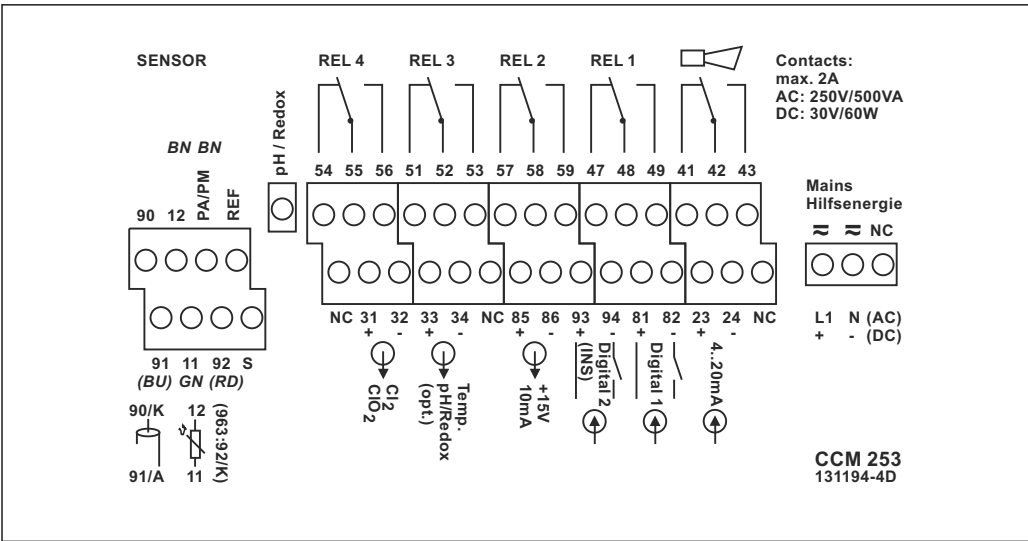 SENSOR
REL 4 REL 3 REL 2 REL 1
Contacts:
max. 2A
AC: 250V/500VA
DC: 30V/60W
pH / Redox
BN BN
54 55 56 51 52 53 57 58 59 47 48 49 41 42 43
90 12 PA/PM REF
Mains
Hilfsenergie
≂ ≂ NC
NC 31 32 33 34 NC 85 86 93 94 81 82 23 24 NC
+ - + - + - + - + - + -
L1 N (AC)
+ - (DC)
91 11 92 S
(BU) GN (RD)
Cl2
ClO2
Temp.
pH/Redox
(opt.)
+15V
10mA
Digital 2
(INS)
Digital 1
4..20mA
90/K 12
(963:92/K)
91/A 11
CCM 253
131194-4D